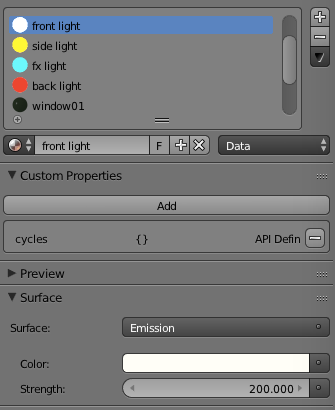 front light
side light
fx light
back light
window01
front light F Data
Custom Properties
Add
cycles {} API Defin
Preview
Surface
Surface: Emission
Color:
Strength: 200.000